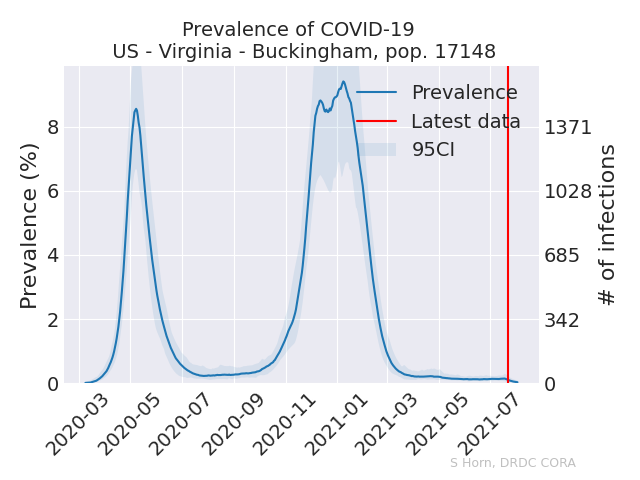 Prevalence of COVID-19
US - Virginia - Buckingham, pop. 17148
Prevalence
Latest data
95CI
Prevalence (%)
8
6
4
2
0
1371
1028
685
342
0
# of infections
2020-03
2020-05
2020-07
2020-09
2020-11
2021-01
2021-03
2021-05
2021-07
S Horn, DRDC CORA